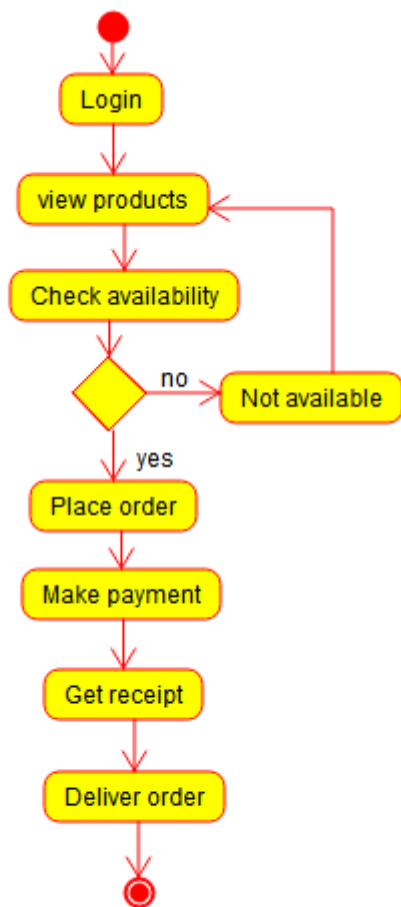 Login
view products
Check availability
no
Not available
yes
Place order
Make payment
Get receipt
Deliver order